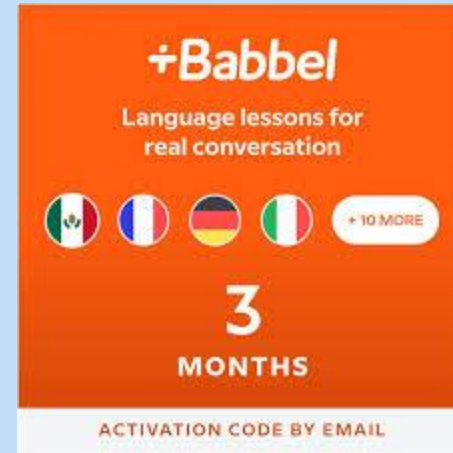 +Babbel
Language lessons for
real conversation
+ 10 MORE
3
MONTHS
ACTIVATION CODE BY EMAIL